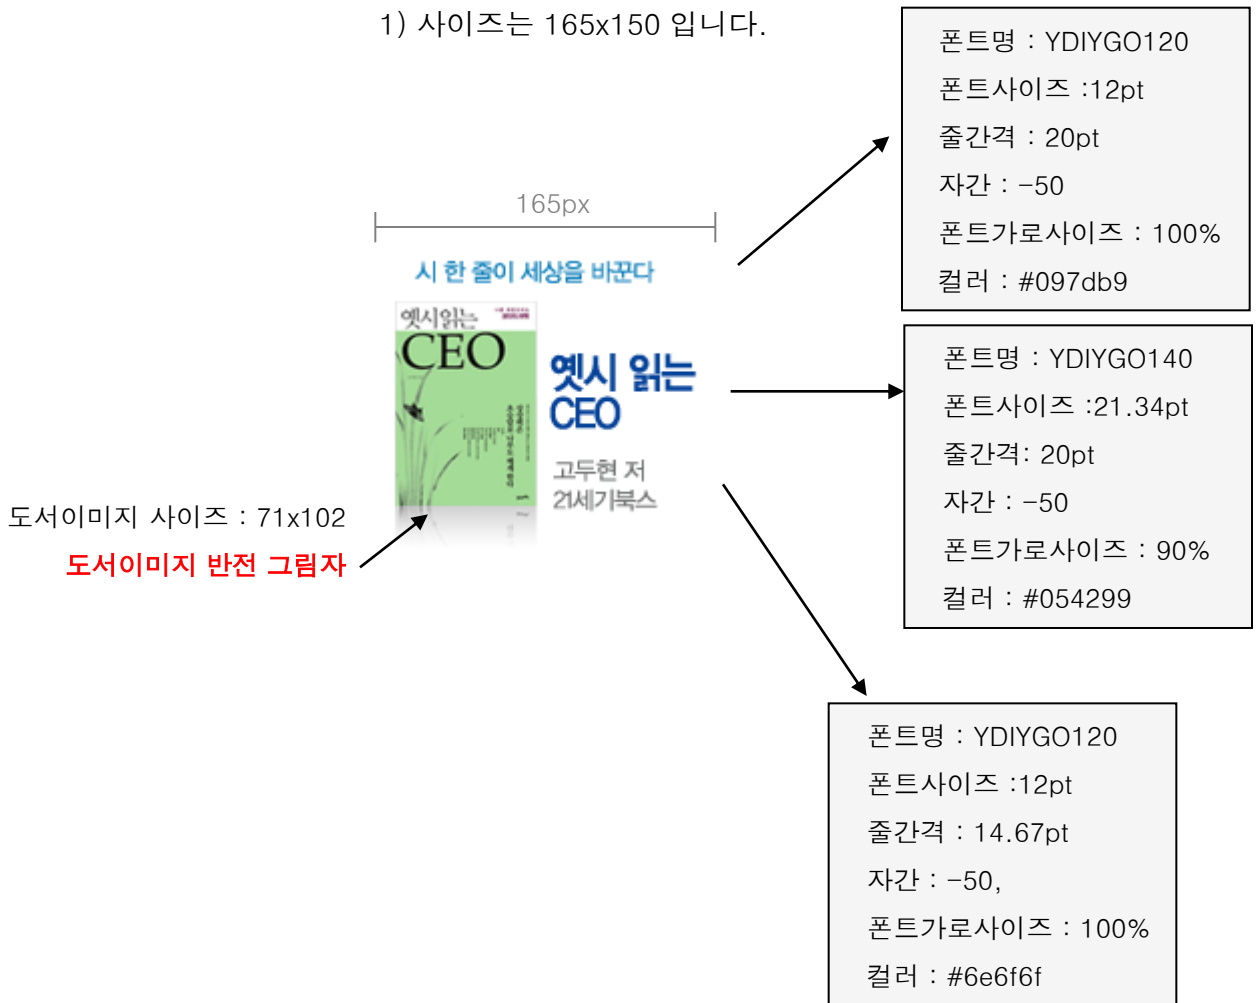 1) 사이즈는 165x150 입니다.
폰트명 : YDIYGO120
폰트사이즈 :12pt
줄간격 : 20pt
자간 : -50
폰트가로사이즈 : 100%
컬러 : #097db9
165px
시 한 줄이 세상을 바꾼다
옛시 읽는
CEO
옛시 읽는
CEO
고두현 저
21세기북스
폰트명 : YDIYGO140
폰트사이즈 :21.34pt
줄간격: 20pt
자간 : -50
폰트가로사이즈 : 90%
컬러 : #054299
도서이미지 사이즈 : 71x102
도서이미지 반전 그림자
폰트명 : YDIYGO120
폰트사이즈 :12pt
줄간격 : 14.67pt
자간 : -50,
폰트가로사이즈 : 100%
컬러 : #6e6f6f